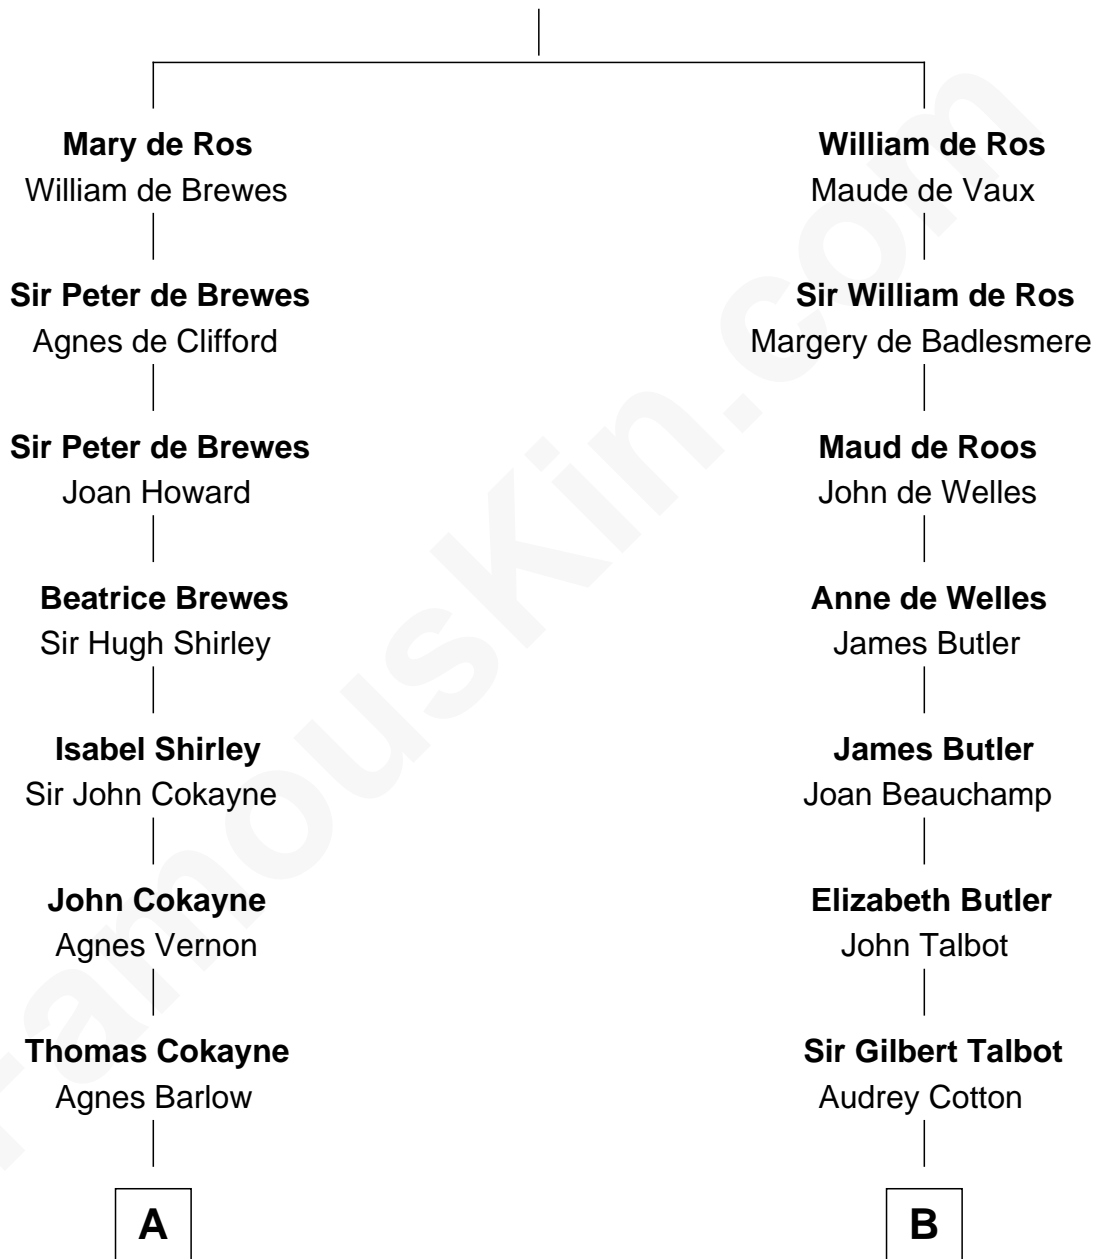 Mary de Ros
William de Brewes
Sir Peter de Brewes
Agnes de Clifford
Sir Peter de Brewes
Joan Howard
Beatrice Brewes
Sir Hugh Shirley
Isabel Shirley
Sir John Cokayne
John Cokayne
Agnes Vernon
Thomas Cokayne
Agnes Barlow
A
William de Ros
Maude de Vaux
Sir William de Ros
Margery de Badlesmere
Maud de Roos
John de Welles
Anne de Welles
James Butler
James Butler
Joan Beauchamp
Elizabeth Butler
John Talbot
Sir Gilbert Talbot
Audrey Cotton
B
FamousKin.com